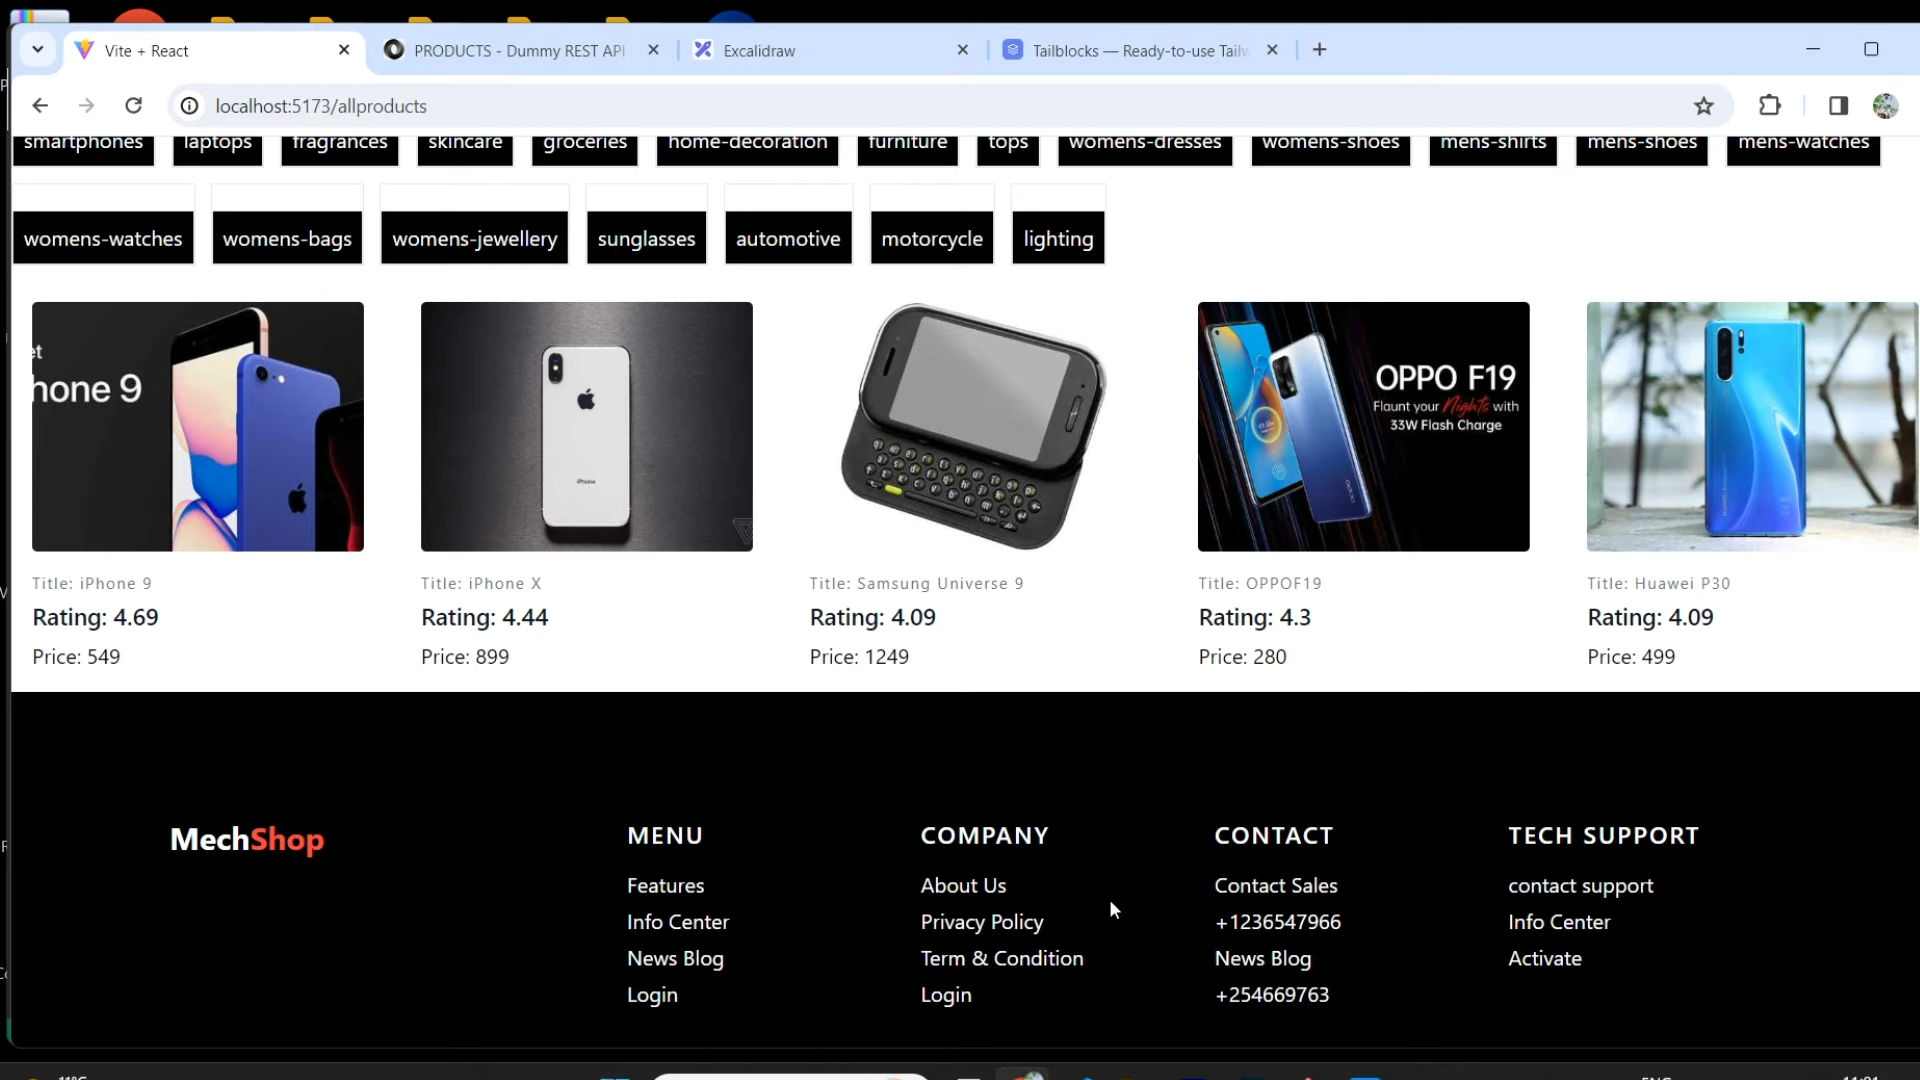 Vite + React
PRODUCTS - Dummy REST API
Excalidraw
Tailblocks — Ready-to-use Tailw
localhost:5173/allproducts
smartphones laptops fragrances skincare groceries home-decoration furniture tops womens-dresses womens-shoes mens-shirts mens-shoes mens-watches
womens-watches womens-bags womens-jewellery sunglasses automotive motorcycle lighting
et
hone 9
iPhone
OPPO F19
Flaunt your Nights with
33W Flash Charge
Title: iPhone 9
Rating: 4.69
Price: 549
Title: iPhone X
Rating: 4.44
Price: 899
Title: Samsung Universe 9
Rating: 4.09
Price: 1249
Title: OPPOF19
Rating: 4.3
Price: 280
Title: Huawei P30
Rating: 4.09
Price: 499
MechShop
MENU
Features
Info Center
News Blog
Login
COMPANY
About Us
Privacy Policy
Term & Condition
Login
CONTACT
Contact Sales
+1236547966
News Blog
+254669763
TECH SUPPORT
contact support
Info Center
Activate
11°C
ENG